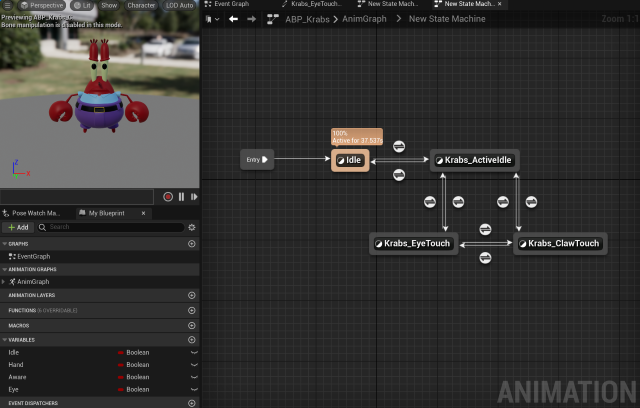 Perspective Lit Show Character LOD Auto
Previewing ABP_Krabs_C.
Bone manipulation is disabled in this mode.
Event Graph Krabs_EyeTouch... New State Mach... New State Mach...
ABP_Krabs > AnimGraph > New State Machine
Zoom 1:1
100%
Active for 37.537s
Entry
Idle
Krabs_ActiveIdle
Krabs_EyeTouch
Krabs_ClawTouch
Z
X
Pose Watch Ma... My Blueprint
Add Search
GRAPHS
EventGraph
ANIMATION GRAPHS
AnimGraph
ANIMATION LAYERS
FUNCTIONS (6 OVERRIDABLE)
MACROS
VARIABLES
Idle Boolean
Hand Boolean
Aware Boolean
Eye Boolean
EVENT DISPATCHERS
ANIMATION